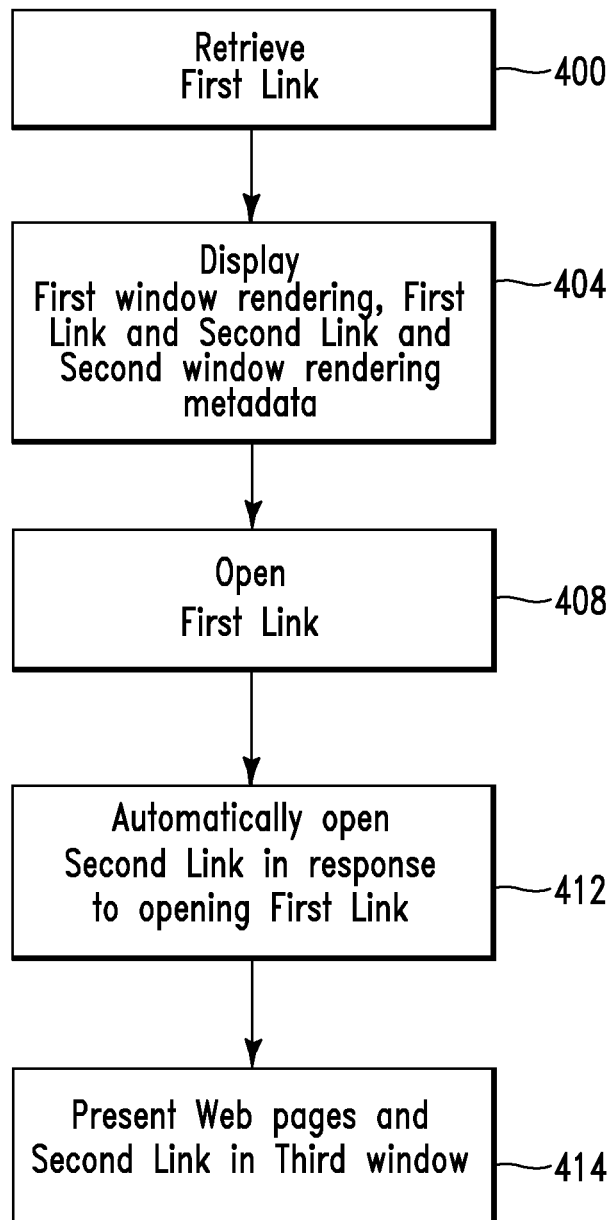 Retrieve
First Link
400
Display
First window rendering, First
Link and Second Link and
Second window rendering
metadata
404
Open
First Link
408
Automatically open
Second Link in response
to opening First Link
412
Present Web pages and
Second Link in Third window
414